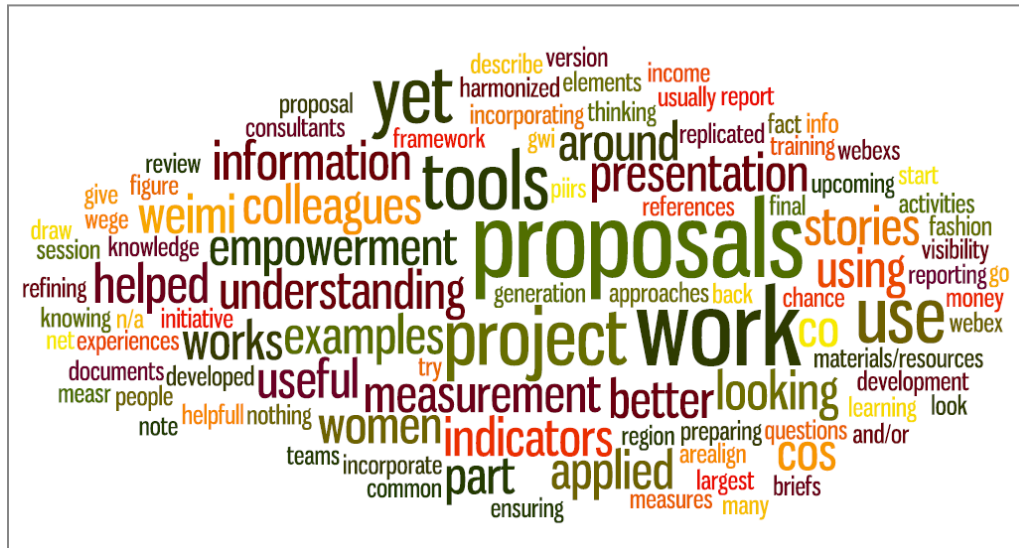 describe version
harmonized elements income
yet
usually report
proposal incorporating thinking
consultants framework gwi around replicated fact info
training webexs
review information tools piirs presentation upcoming start
give figure
weimi colleagues references final stories activities
wege
draw fashion
session knowledge empowerment proposals visibility
using
refining helped understanding reporting go
generation approaches back chance money
knowing n/a initiative project work co use webex
net experiences works examples
materials/resources
documents developed useful try measurement better looking development
measr people learning look
helpfull nothing women indicators region preparing questions and/or
note
teams incorporate part applied arealign cos
common largest briefs
measures many
ensuring